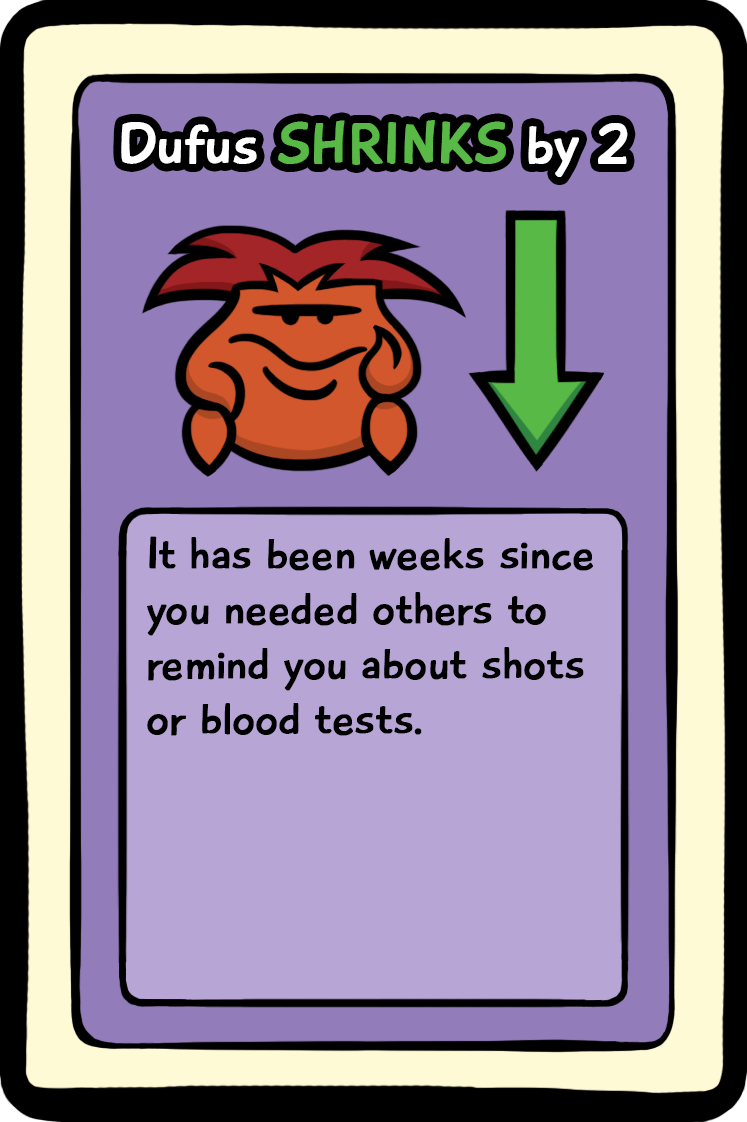 Dufus SHRINKS by 2
It has been weeks since
you needed others to
remind you about shots
or blood tests.